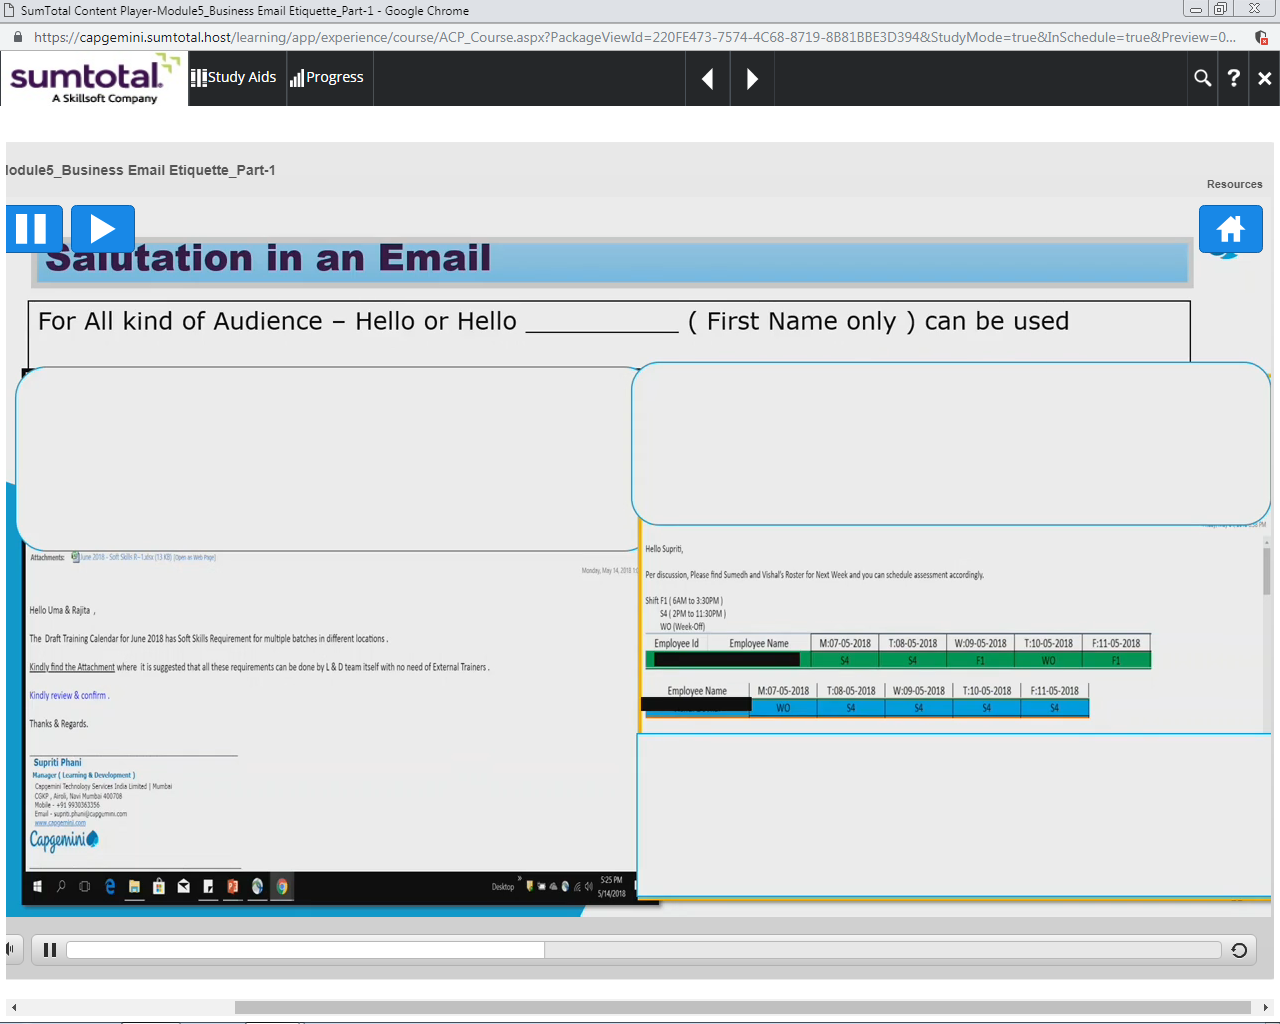 SumTotal Content Player-Module5_Business Email Etiquette_Part-1 - Google Chrome
https://capgemini.sumtotal.host/learning/app/experience/course/ACP_Course.aspx?PackageViewId=220FE473-7574-4C68-8719-8B81BBE3D394&StudyMode=true&InSchedule=true&Preview=0...
sumtotal.
A Skillsoft Company
Study Aids
Progress
odule5_Business Email Etiquette_Part-1
Resources
Salutation in an Email
For All kind of Audience – Hello or Hello ____________ ( First Name only ) can be used
Attachments: June 2018 - Soft Skills R~1.xlsx (13 KB) [Open as Web Page]
Monday, May 14, 2018
Hello Uma & Rajita ,
The Draft Training Calendar for June 2018 has Soft Skills Requirement for multiple batches in different locations .
Kindly find the Attachment where it is suggested that all these requirements can be done by L & D team itself with no need of External Trainers .
Kindly review & confirm .
Thanks & Regards.
Supriti Phani
Manager ( Learning & Development )
Capgemini Technology Services India Limited | Mumbai
CGKP , Airoli, Navi Mumbai 400708
Mobile - +91 9930363356
Email - supriti.phani@capgemini.com
www.capgemini.com
Capgemini
Desktop
5:25 PM
5/14/2018
Hello Supriti,
Per discussion, Please find Sumedh and Vishal's Roster for Next Week and you can schedule assessment accordingly.
Shift F1 ( 6AM to 3:30PM )
S4 ( 2PM to 11:30PM )
WO (Week-Off)
Employee Id Employee Name M:07-05-2018 T:08-05-2018 W:09-05-2018 T:10-05-2018 F:11-05-2018
S4 S4 F1 WO F1
Employee Name M:07-05-2018 T:08-05-2018 W:09-05-2018 T:10-05-2018 F:11-05-2018
WO S4 S4 S4 S4